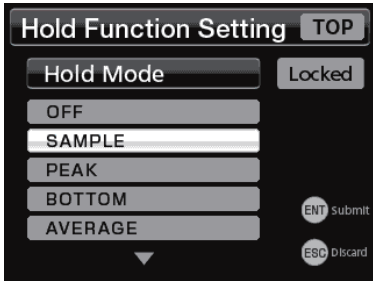 Hold Function Setting TOP
Hold Mode Locked
OFF
SAMPLE
PEAK
BOTTOM
AVERAGE
ENT Submit
ESC Discard